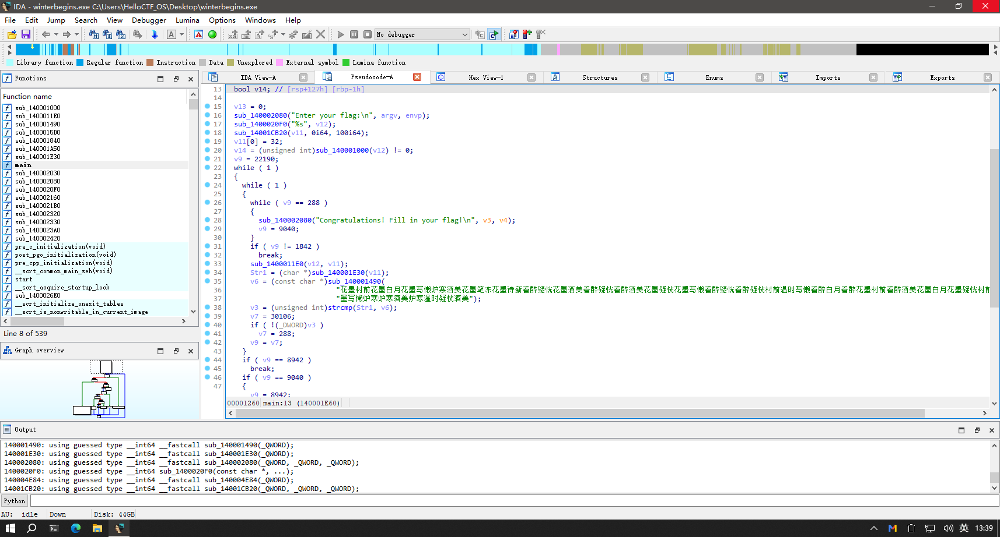 IDA - winterbegins.exe C:\Users\HelloCTF_OS\Desktop\winterbegins.exe
File Edit Jump Search View Debugger Lumina Options Windows Help
No debugger
Library function Regular function Instruction Data Unexplored External symbol Lumina function
Functions
Function name
sub_140001000
sub_1400011E0
sub_140001490
sub_1400015D0
sub_140001840
sub_140001A50
sub_140001E30
main
sub_140002030
sub_140002080
sub_1400020F0
sub_140002160
sub_1400021B0
sub_140002320
sub_140002330
sub_1400023A0
sub_140002420
pre_c_initialization(void)
post_pgo_initialization(void)
pre_cpp_initialization(void)
__scrt_common_main_seh(void)
start
__scrt_acquire_startup_lock
sub_1400026E0
__scrt_initialize_onexit_tables
__scrt_is_nonwritable_in_current_image
Line 8 of 539
Graph overview
IDA View-A Pseudocode-A Hex View-1 Structures Enums Imports Exports
13 bool v14; // [rsp+127h] [rbp-1h]
14
15 v13 = 0;
16 sub_140002080("Enter your flag:\n", argv, envp);
17 sub_1400020F0("%s", v12);
18 sub_14001CB20(v11, 0i64, 100i64);
19 v11[0] = 32;
20 v14 = (unsigned int)sub_140001000(v12) != 0;
21 v9 = 22190;
22 while ( 1 )
23 {
24 while ( 1 )
25 {
26 while ( v9 == 288 )
27 {
28 sub_140002080("Congratulations! Fill in your flag!\n", v3, v4);
29 v9 = 9040;
30 }
31 if ( v9 != 1842 )
32 break;
33 sub_1400011E0(v12, v11);
34 Str1 = (char *)sub_140001E30(v11);
35 v6 = (const char *)sub_140001490(
36 "花墨村前花墨白月花墨写懒炉寒酒美花墨笔冻花墨诗新看醉疑恍花墨酒美看醉疑恍看醉酒美花墨疑恍花墨写懒看醉疑恍看醉疑恍村前温时写懒看醉白月看醉花墨村前看醉酒美花墨白月花墨疑恍村前
37 "墨写懒炉寒炉寒酒美炉寒温时疑恍酒美");
38 v3 = (unsigned int)strcmp(Str1, v6);
39 v7 = 30106;
40 if ( !(_DWORD)v3 )
41 v7 = 288;
42 v9 = v7;
43 }
44 if ( v9 == 8942 )
45 break;
46 if ( v9 == 9040 )
47 {
v9 = 8942;
00001260 main:13 (140001E60)
Output
140001490: using guessed type __int64 __fastcall sub_140001490(_QWORD);
140001E30: using guessed type __int64 __fastcall sub_140001E30(_QWORD);
140002080: using guessed type __int64 __fastcall sub_140002080(_QWORD, _QWORD, _QWORD);
1400020F0: using guessed type __int64 sub_1400020F0(const char *, ...);
140004E84: using guessed type __int64 __fastcall sub_140004E84(_QWORD);
14001CB20: using guessed type __int64 __fastcall sub_14001CB20(_QWORD, _QWORD, _QWORD);
Python
AU: idle Down Disk: 44GB
英 13:39